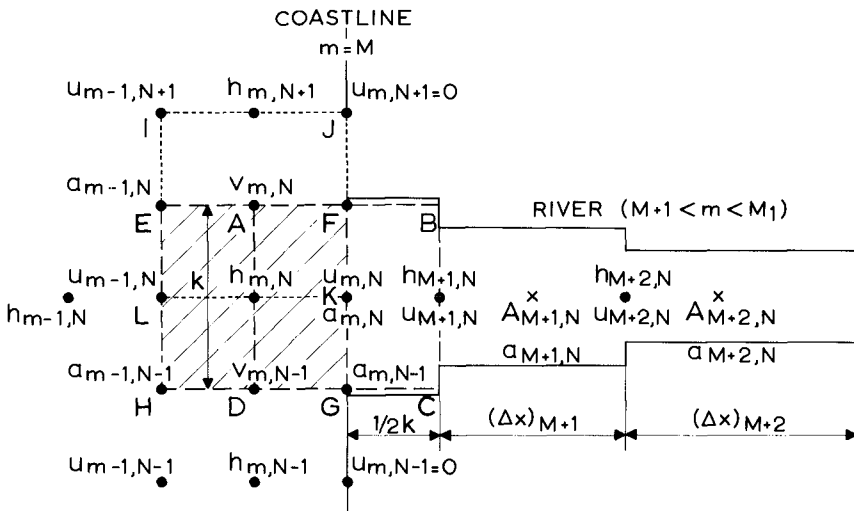 COASTLINE
m=M
u_{m-1,N+1} h_{m,N+1} u_{m,N+1}=0
I J
a_{m-1,N} v_{m,N}
E A F B RIVER (M+1<m<M_1)
u_{m-1,N} k h_{m,N} u_{m,N} h_{M+1,N} h_{M+2,N}
L K x x
h_{m-1,N} a_{m,N} u_{M+1,N} A_{M+1,N} u_{M+2,N} A_{M+2,N}
a_{m-1,N-1} v_{m,N-1} a_{m,N-1} a_{M+1,N} a_{M+2,N}
H D G C
1/2k (Δx)_{M+1} (Δx)_{M+2}
u_{m-1,N-1} h_{m,N-1} u_{m,N-1}=0